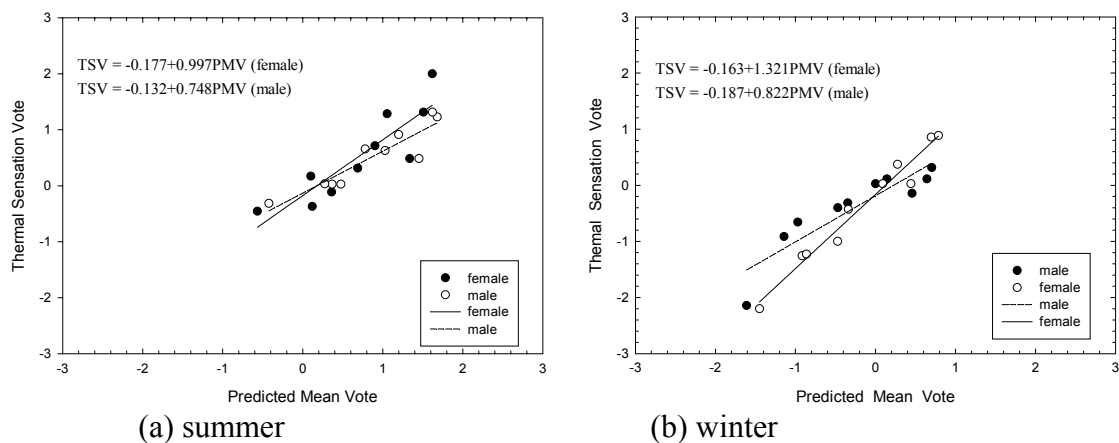 3
2
1
0
-1
-2
-3
Thermal Sensation Vote
TSV = -0.177+0.997PMV (female)
TSV = -0.132+0.748PMV (male)
female
male
female
male
-3 -2 -1 0 1 2 3
Predicted Mean Vote
(a) summer
3
2
1
0
-1
-2
-3
Themal Sensation Vote
TSV = -0.163+1.321PMV (female)
TSV = -0.187+0.822PMV (male)
male
female
male
female
-3 -2 -1 0 1 2 3
Predicted Mean Vote
(b) winter